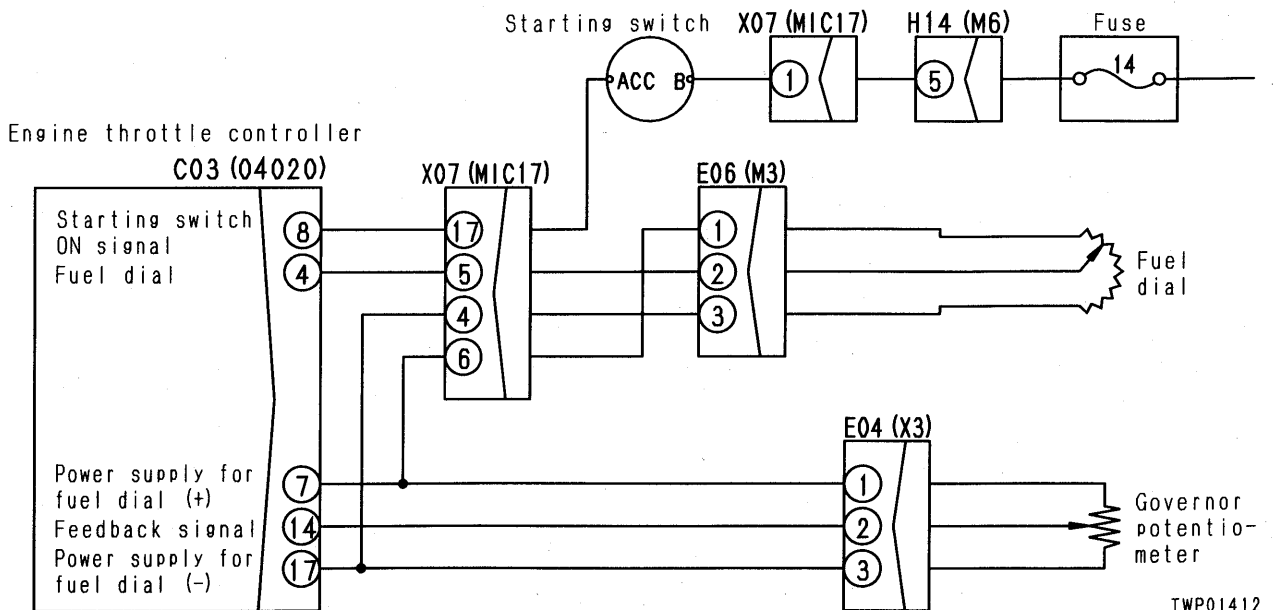 Starting switch
X07 (MIC17)
H14 (M6)
Fuse
ACC B
1
5
14
Engine throttle controller
C03 (04020)
X07 (MIC17)
E06 (M3)
Starting switch
ON signal
Fuel dial
8
4
17
5
4
6
1
2
3
Fuel
dial
E04 (X3)
Power supply for
fuel dial (+)
Feedback signal
Power supply for
fuel dial (-)
7
14
17
1
2
3
Governor
potentio-
meter
TWP01412